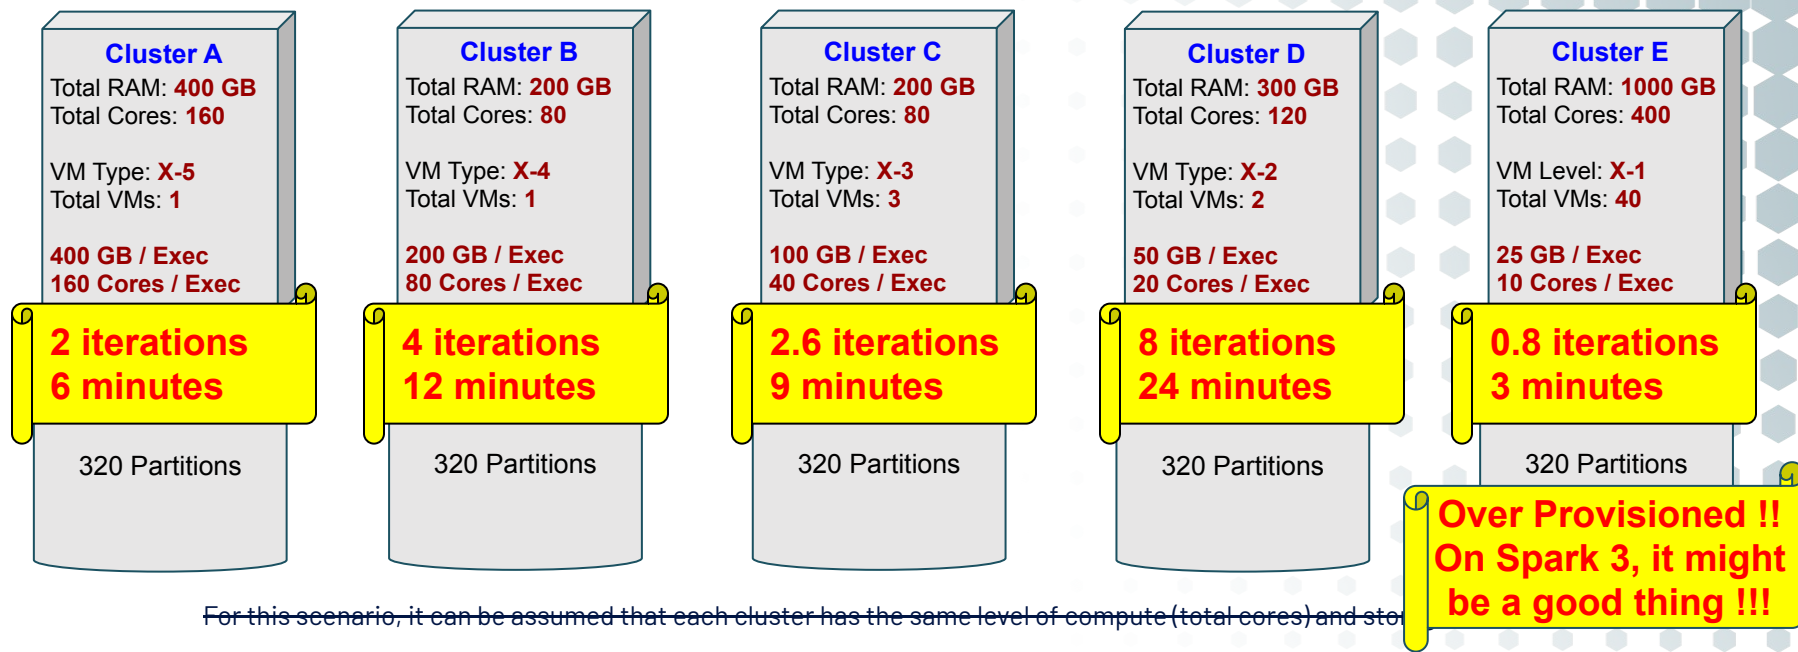 Cluster A
Total RAM: 400 GB
Total Cores: 160
VM Type: X-5
Total VMs: 1
400 GB / Exec
160 Cores / Exec
2 iterations
6 minutes
320 Partitions
Cluster B
Total RAM: 200 GB
Total Cores: 80
VM Type: X-4
Total VMs: 1
200 GB / Exec
80 Cores / Exec
4 iterations
12 minutes
320 Partitions
Cluster C
Total RAM: 200 GB
Total Cores: 80
VM Type: X-3
Total VMs: 3
100 GB / Exec
40 Cores / Exec
2.6 iterations
9 minutes
320 Partitions
Cluster D
Total RAM: 300 GB
Total Cores: 120
VM Type: X-2
Total VMs: 2
50 GB / Exec
20 Cores / Exec
8 iterations
24 minutes
320 Partitions
Cluster E
Total RAM: 1000 GB
Total Cores: 400
VM Level: X-1
Total VMs: 40
25 GB / Exec
10 Cores / Exec
0.8 iterations
3 minutes
320 Partitions
Over Provisioned !!
On Spark 3, it might
be a good thing !!!
For this scenario, it can be assumed that each cluster has the same level of compute (total cores) and